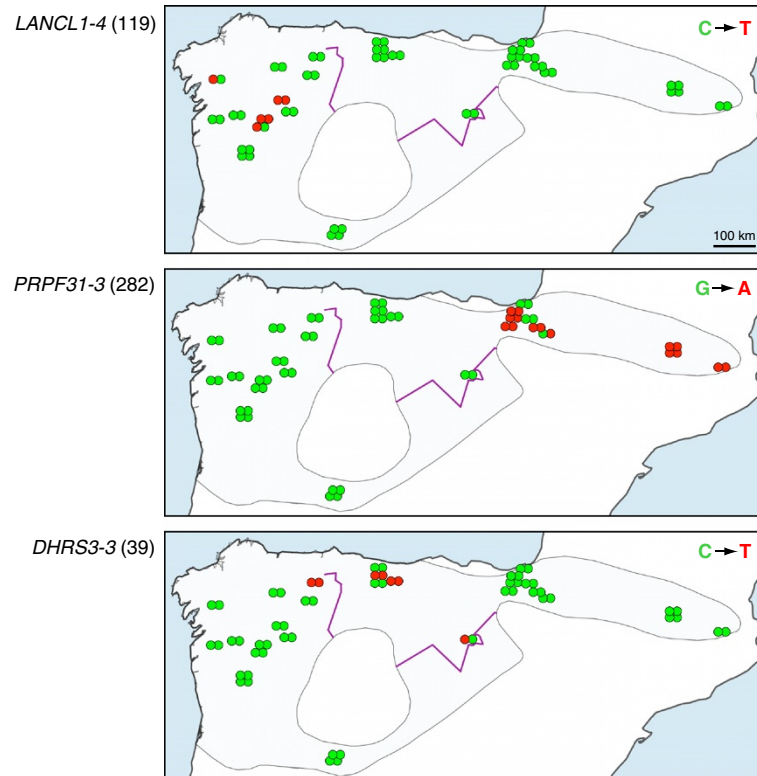 LANCL1-4 (119)
C → T
100 km
PRPF31-3 (282)
G → A
DHRS3-3 (39)
C → T